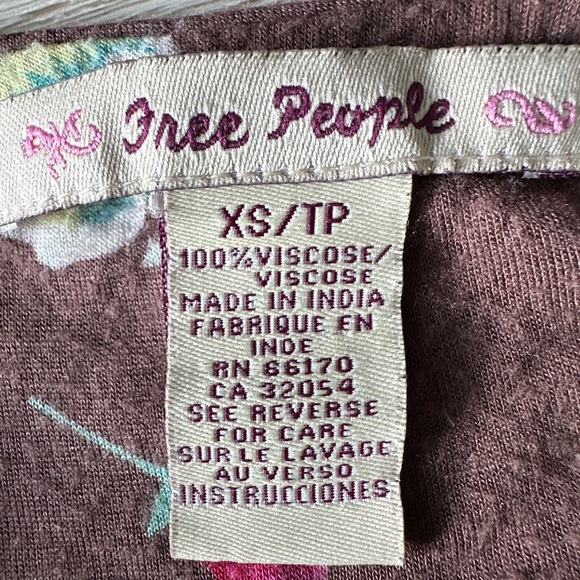 Free People
XS/TP
100%VISCOSE/
VISCOSE
MADE IN INDIA
FABRIQUE EN
INDE
RN 66170
CA 32054
SEE REVERSE
FOR CARE
SUR LE LAVAGE
AU VERSO
INSTRUCCIONES